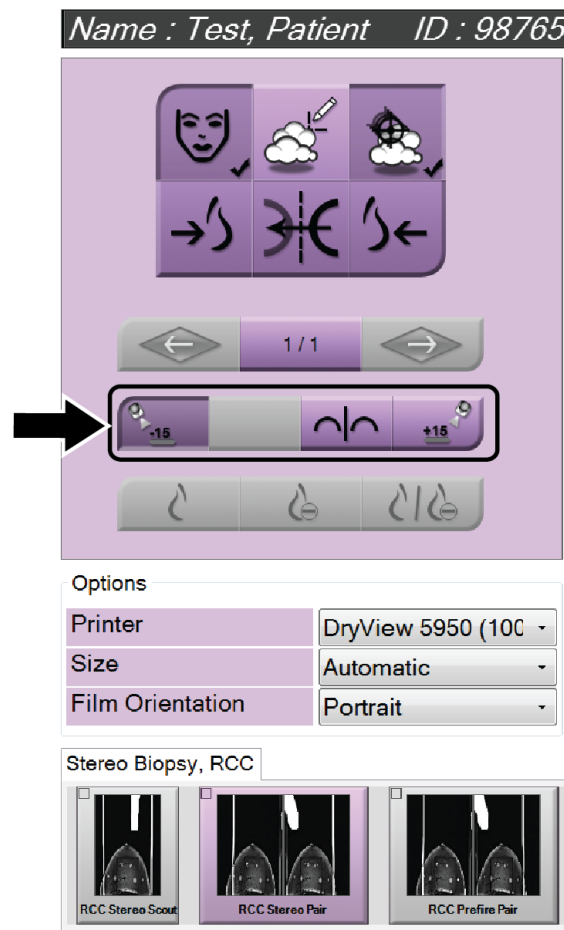 Name : Test, Patient ID : 98765
1 / 1
-15 +15
Options
Printer DryView 5950 (100
Size Automatic
Film Orientation Portrait
Stereo Biopsy, RCC
RCC Stereo Scout RCC Stereo Pair RCC Prefire Pair